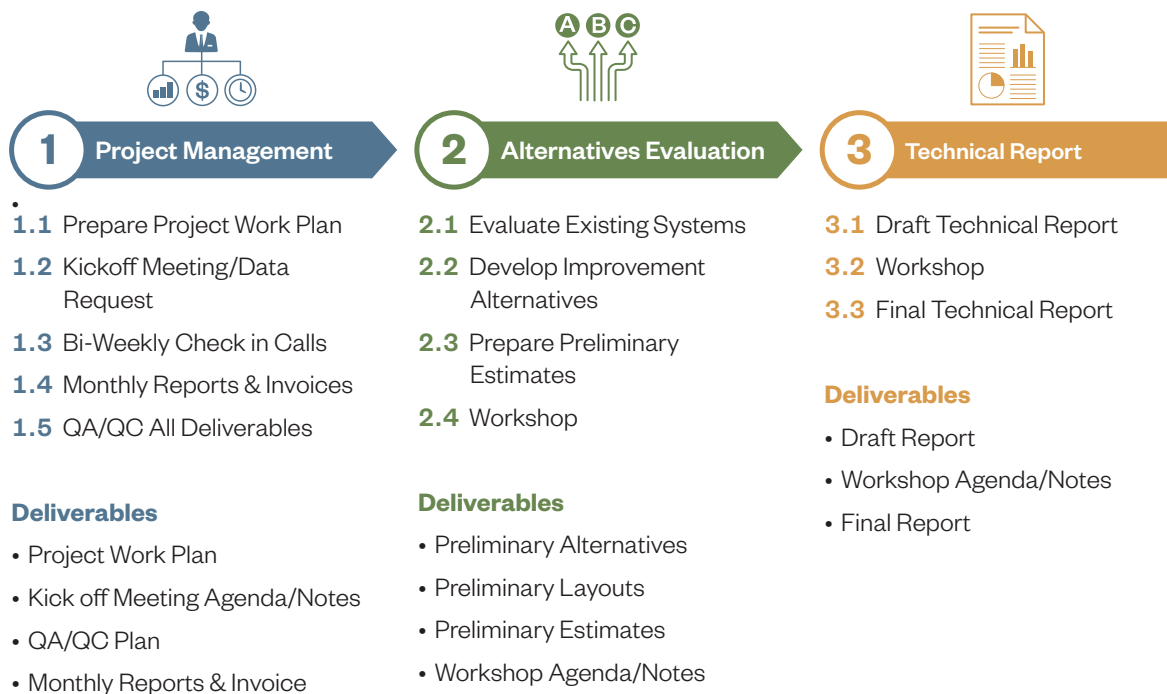 A B C
$
1 Project Management
•
1.1 Prepare Project Work Plan
1.2 Kickoff Meeting/Data
Request
1.3 Bi-Weekly Check in Calls
1.4 Monthly Reports & Invoices
1.5 QA/QC All Deliverables
Deliverables
• Project Work Plan
• Kick off Meeting Agenda/Notes
• QA/QC Plan
• Monthly Reports & Invoice
2 Alternatives Evaluation
2.1 Evaluate Existing Systems
2.2 Develop Improvement
Alternatives
2.3 Prepare Preliminary
Estimates
2.4 Workshop
Deliverables
• Preliminary Alternatives
• Preliminary Layouts
• Preliminary Estimates
• Workshop Agenda/Notes
3 Technical Report
3.1 Draft Technical Report
3.2 Workshop
3.3 Final Technical Report
Deliverables
• Draft Report
• Workshop Agenda/Notes
• Final Report